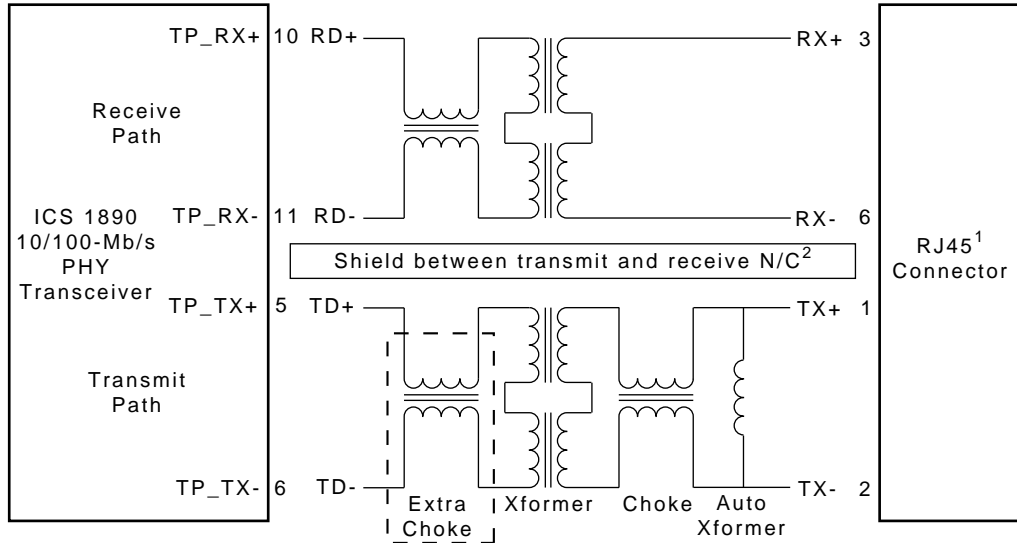 TP_RX+ 10 RD+ RX+ 3
Receive
Path
TP_RX- 11 RD- RX- 6
ICS 1890
10/100-Mb/s
PHY
Transceiver
Shield between transmit and receive N/C2
RJ451
Connector
TP_TX+ 5 TD+ TX+ 1
Transmit
Path
TP_TX- 6 TD- TX- 2
Extra
Choke
Xformer
Choke
Auto
Xformer